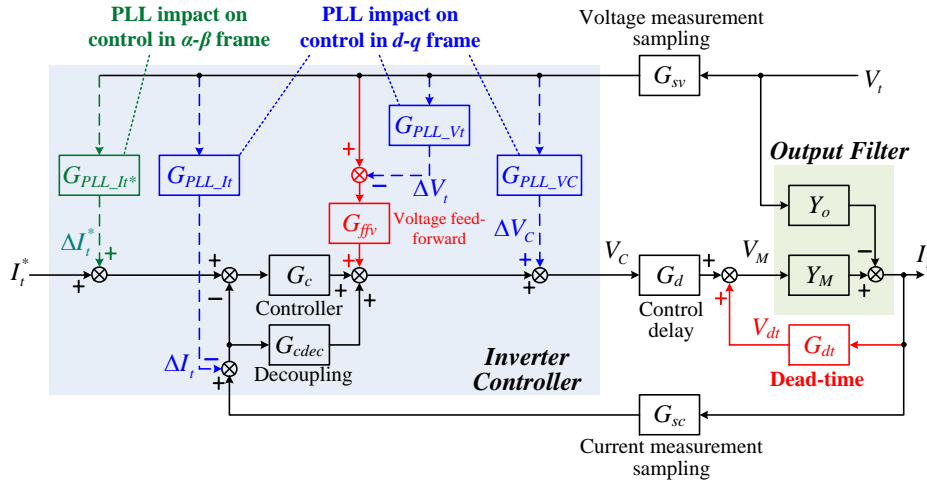 PLL impact on
control in α-β frame
PLL impact on
control in d-q frame
Voltage measurement
sampling
G_sv
V_t
G_PLL_It*
G_PLL_It
G_PLL_Vt
G_PLL_VC
Output Filter
Y_o
+
−
ΔV_t
G_ffv
Voltage feed-
forward
ΔI_t*
ΔV_C
I_t*
+
+
+
−
G_c
Controller
+
+
+
+
+
V_C
G_d
Control
delay
+
+
V_M
Y_M
−
+
I_t
G_cdec
Decoupling
ΔI_t
−
+
Inverter
Controller
V_dt
G_dt
Dead-time
G_sc
Current measurement
sampling